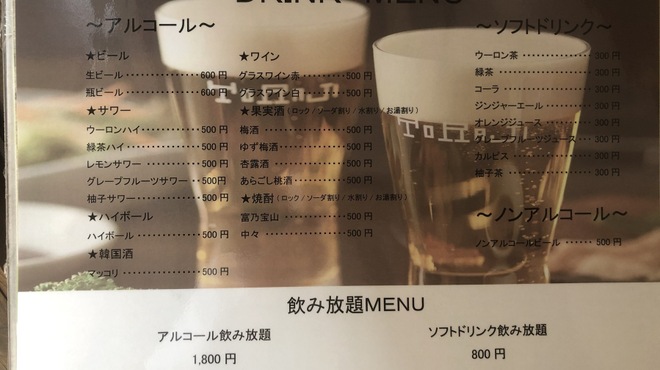 DRINK MENU
～アルコール～
★ビール
生ビール‥‥‥‥‥‥‥600円
瓶ビール‥‥‥‥‥‥‥600円
★サワー
ウーロンハイ‥‥‥‥‥500円
緑茶ハイ‥‥‥‥‥‥‥500円
レモンサワー‥‥‥‥‥500円
グレープフルーツサワー‥500円
柚子サワー‥‥‥‥‥‥500円
★ハイボール
ハイボール‥‥‥‥‥‥500円
★韓国酒
マッコリ‥‥‥‥‥‥‥500円
★ワイン
グラスワイン赤‥‥‥‥500円
グラスワイン白‥‥‥‥500円
★果実酒(ロック/ソーダ割り/水割り/お湯割り)
梅酒‥‥‥‥‥‥‥‥‥500円
ゆず梅酒‥‥‥‥‥‥‥500円
杏露酒‥‥‥‥‥‥‥‥500円
あらごし桃酒‥‥‥‥‥500円
★焼酎(ロック/ソーダ割り/水割り/お湯割り)
富乃宝山‥‥‥‥‥‥‥500円
中々‥‥‥‥‥‥‥‥‥500円
～ソフトドリンク～
ウーロン茶‥‥‥‥‥‥300円
緑茶‥‥‥‥‥‥‥‥‥300円
コーラ‥‥‥‥‥‥‥‥300円
ジンジャーエール‥‥‥300円
オレンジジュース‥‥‥300円
グレープフルーツジュース‥300円
カルピス‥‥‥‥‥‥‥300円
柚子茶‥‥‥‥‥‥‥‥300円
～ノンアルコール～
ノンアルコールビール‥‥500円
飲み放題MENU
アルコール飲み放題
1,800円
ソフトドリンク飲み放題
800円